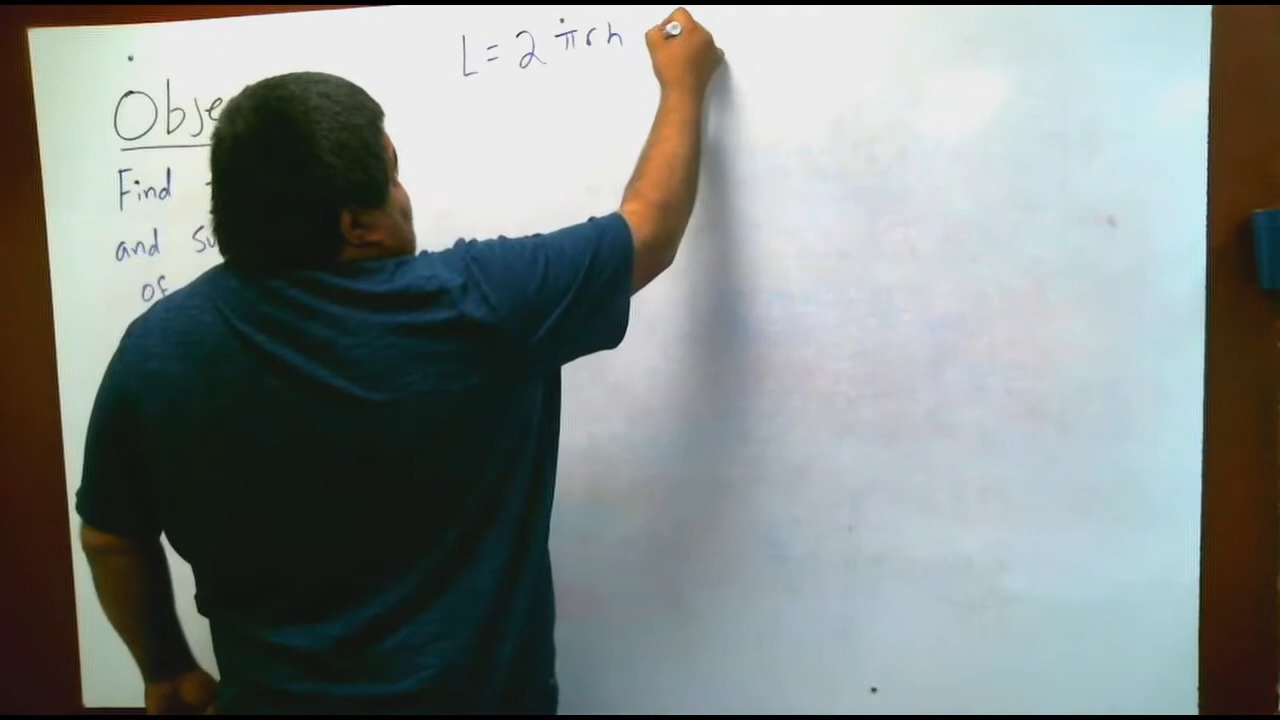 L = 2πrh
Obje
Find
and su
of